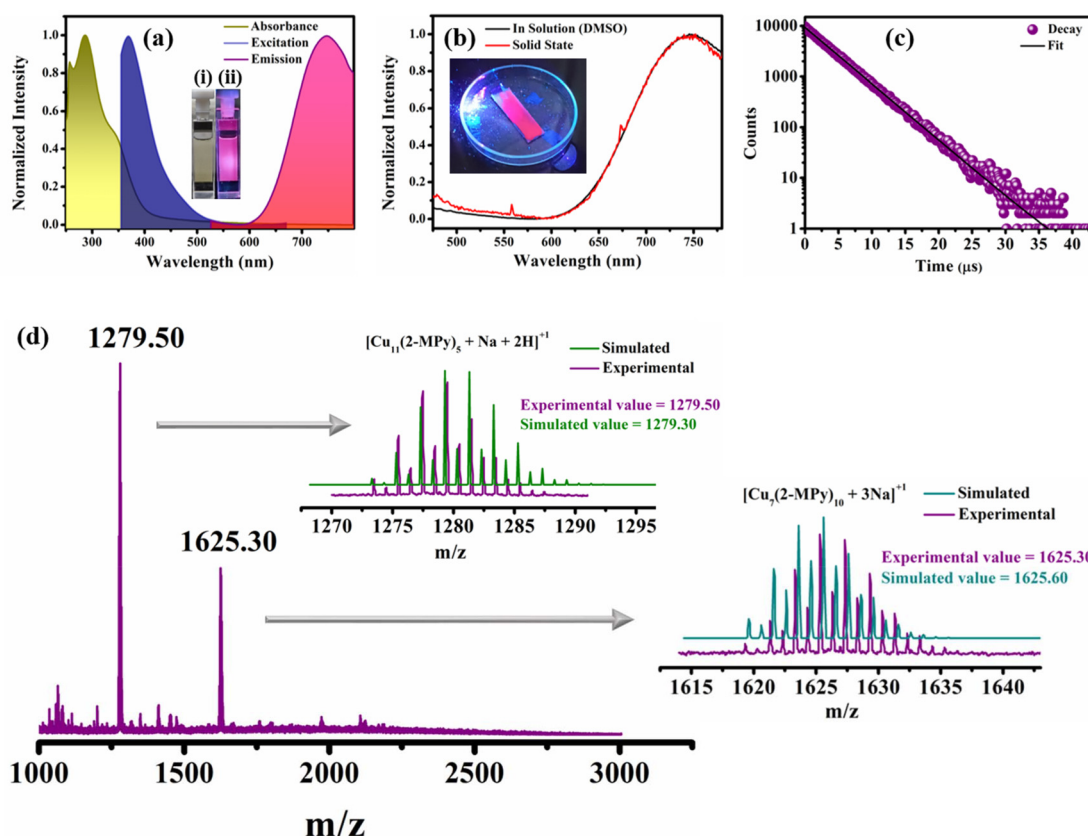 (a)
Absorbance
Excitation
Emission
(i) (ii)
Normalized Intensity
1.0
0.8
0.6
0.4
0.2
0.0
300 400 500 600 700
Wavelength (nm)
(b)
In Solution (DMSO)
Solid State
Normalized Intensity
1.0
0.8
0.6
0.4
0.2
0.0
500 550 600 650 700 750
Wavelength (nm)
(c)
Decay
Fit
Counts
10000
1000
100
10
1
0 5 10 15 20 25 30 35 40
Time (μs)
(d)
1279.50
1625.30
1000 1500 2000 2500 3000
m/z
[Cu₁₁(2-MPy)₅ + Na + 2H]⁺¹
Simulated
Experimental
Experimental value = 1279.50
Simulated value = 1279.30
1270 1275 1280 1285 1291 1295
m/z
[Cu₇(2-MPy)₁₀ + 3Na]⁺¹
Simulated
Experimental
Experimental value = 1625.30
Simulated value = 1625.60
1615 1620 1625 1630 1635 1640
m/z